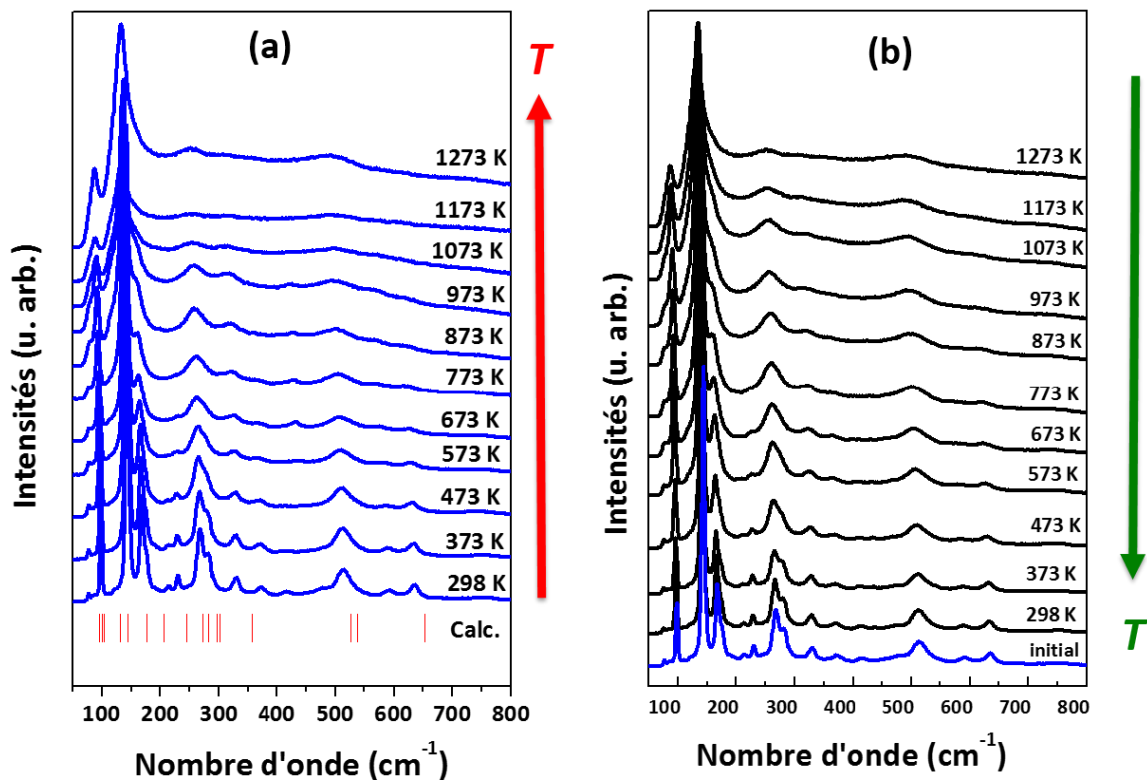 (a)
T
1273 K
1173 K
1073 K
973 K
873 K
773 K
673 K
573 K
473 K
373 K
298 K
Calc.
Intensités (u. arb.)
100 200 300 400 500 600 700 800
Nombre d'onde (cm⁻¹)
(b)
1273 K
1173 K
1073 K
973 K
873 K
773 K
673 K
573 K
473 K
373 K
298 K
initial
T
Intensités (u. arb.)
100 200 300 400 500 600 700 800
Nombre d'onde (cm⁻¹)